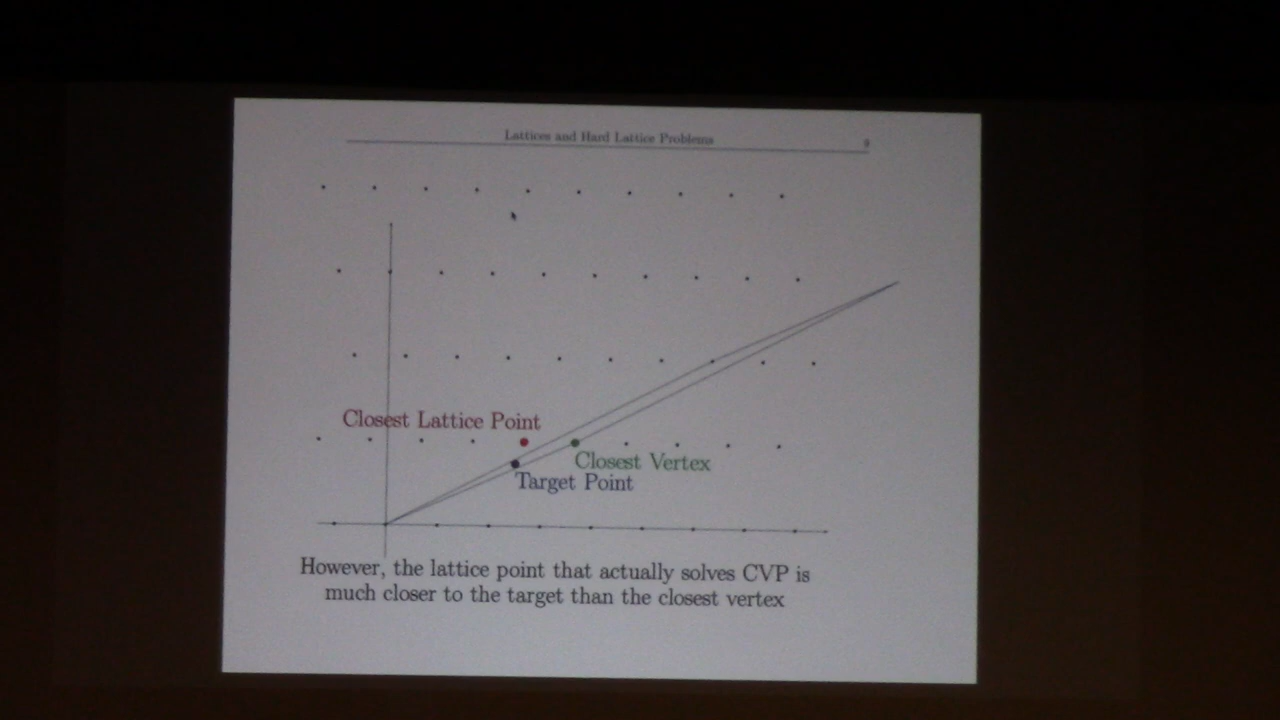 Lattices and Hard Lattice Problems 9
Closest Lattice Point
Closest Vertex
Target Point
However, the lattice point that actually solves CVP is
much closer to the target than the closest vertex